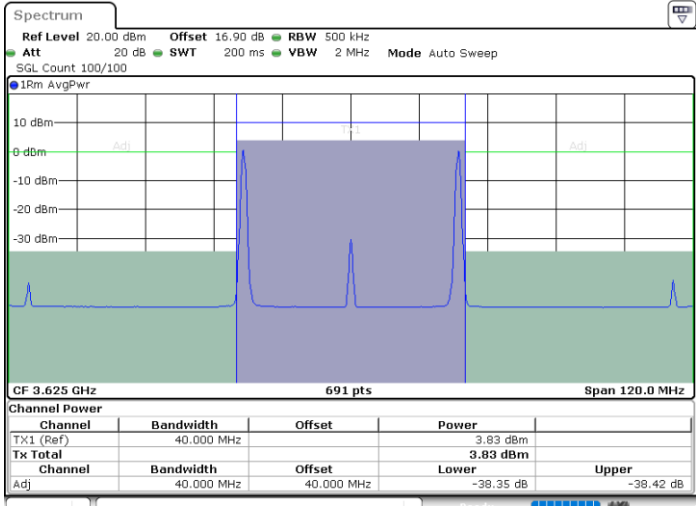 Spectrum
Ref Level 20.00 dBm Offset 16.90 dB RBW 500 kHz
Att 20 dB SWT 200 ms VBW 2 MHz Mode Auto Sweep
SGL Count 100/100
1Rm AvgPwr
10 dBm
TX1
0 dBm
Adj Adj
-10 dBm
-20 dBm
-30 dBm
CF 3.625 GHz 691 pts Span 120.0 MHz
Channel Power
Channel Bandwidth Offset Power
TX1 (Ref) 40.000 MHz 3.83 dBm
Tx Total 3.83 dBm
Channel Bandwidth Offset Lower Upper
Adj 40.000 MHz 40.000 MHz -38.35 dB -38.42 dB